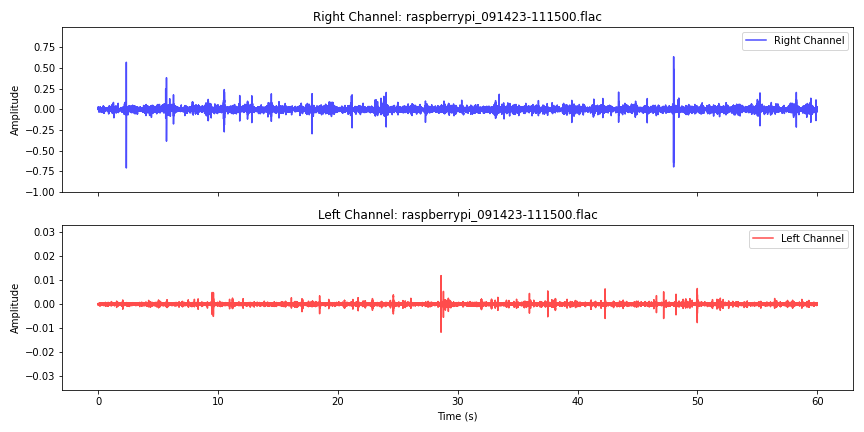 Right Channel: raspberrypi_091423-111500.flac
Right Channel
Amplitude
0.75
0.50
0.25
0.00
−0.25
−0.50
−0.75
−1.00
Left Channel: raspberrypi_091423-111500.flac
Left Channel
Amplitude
0.03
0.02
0.01
0.00
−0.01
−0.02
−0.03
0 10 20 30 40 50 60
Time (s)